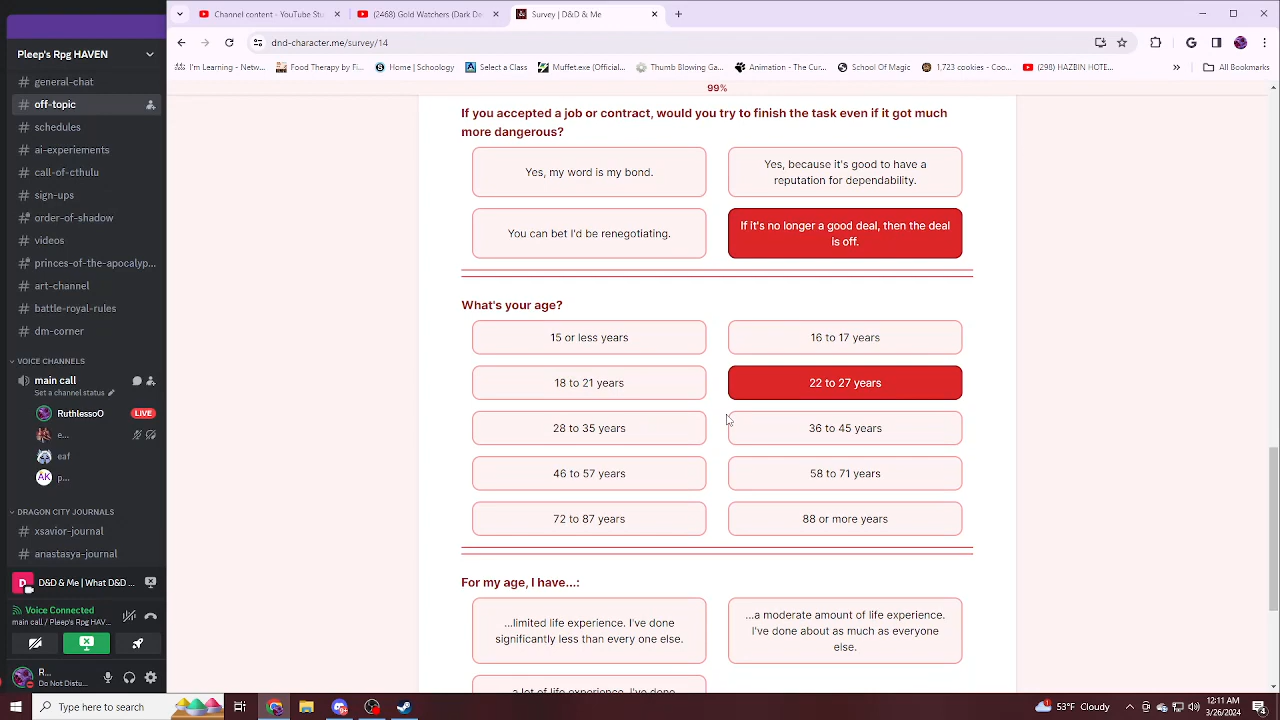 Channel content - YouTube Stu
(2468) Gold Watchers (Dark De
Survey | D&D & Me
Pleep's Rpg HAVEN
dnd-character.me/survey/14
I'm Learning - Netw...
Food Therapy by Fi...
Home | Schoology
Select a Class
Muffet.exe (Official...
Thumb Blowing Ga...
Animation - The Cur...
School Of Magic
1,723 cookies - Coo...
(298) HAZBIN HOTE...
All Bookmarks
general-chat
off-topic
schedules
ai-experiements
call-of-cthulu
sign-ups
order-of-shadow
videos
princes-of-the-apocalyp...
art-channel
battle-royal-rules
dm-corner
VOICE CHANNELS
main call
Set a channel status
RuthlessoO
LIVE
e...
eaf
AK
p...
DRAGON CITY JOURNALS
xsavior-journal
anastasya-journal
D
D&D & Me | What D&D ...
Voice Connected
main call / Pleep's Rpg HAV...
R...
Do Not Distu...
99%
If you accepted a job or contract, would you try to finish the task even if it got much
more dangerous?
Yes, my word is my bond.
Yes, because it's good to have a
reputation for dependability.
You can bet I'd be renegotiating.
If it's no longer a good deal, then the deal
is off.
What's your age?
15 or less years
16 to 17 years
18 to 21 years
22 to 27 years
28 to 35 years
36 to 45 years
46 to 57 years
58 to 71 years
72 to 87 years
88 or more years
For my age, I have...:
...limited life experience. I've done
significantly less than every one else.
...a moderate amount of life experience.
I've done about as much as everyone
else.
Type here to search
53°F Cloudy
12:11 AM
3/26/2024